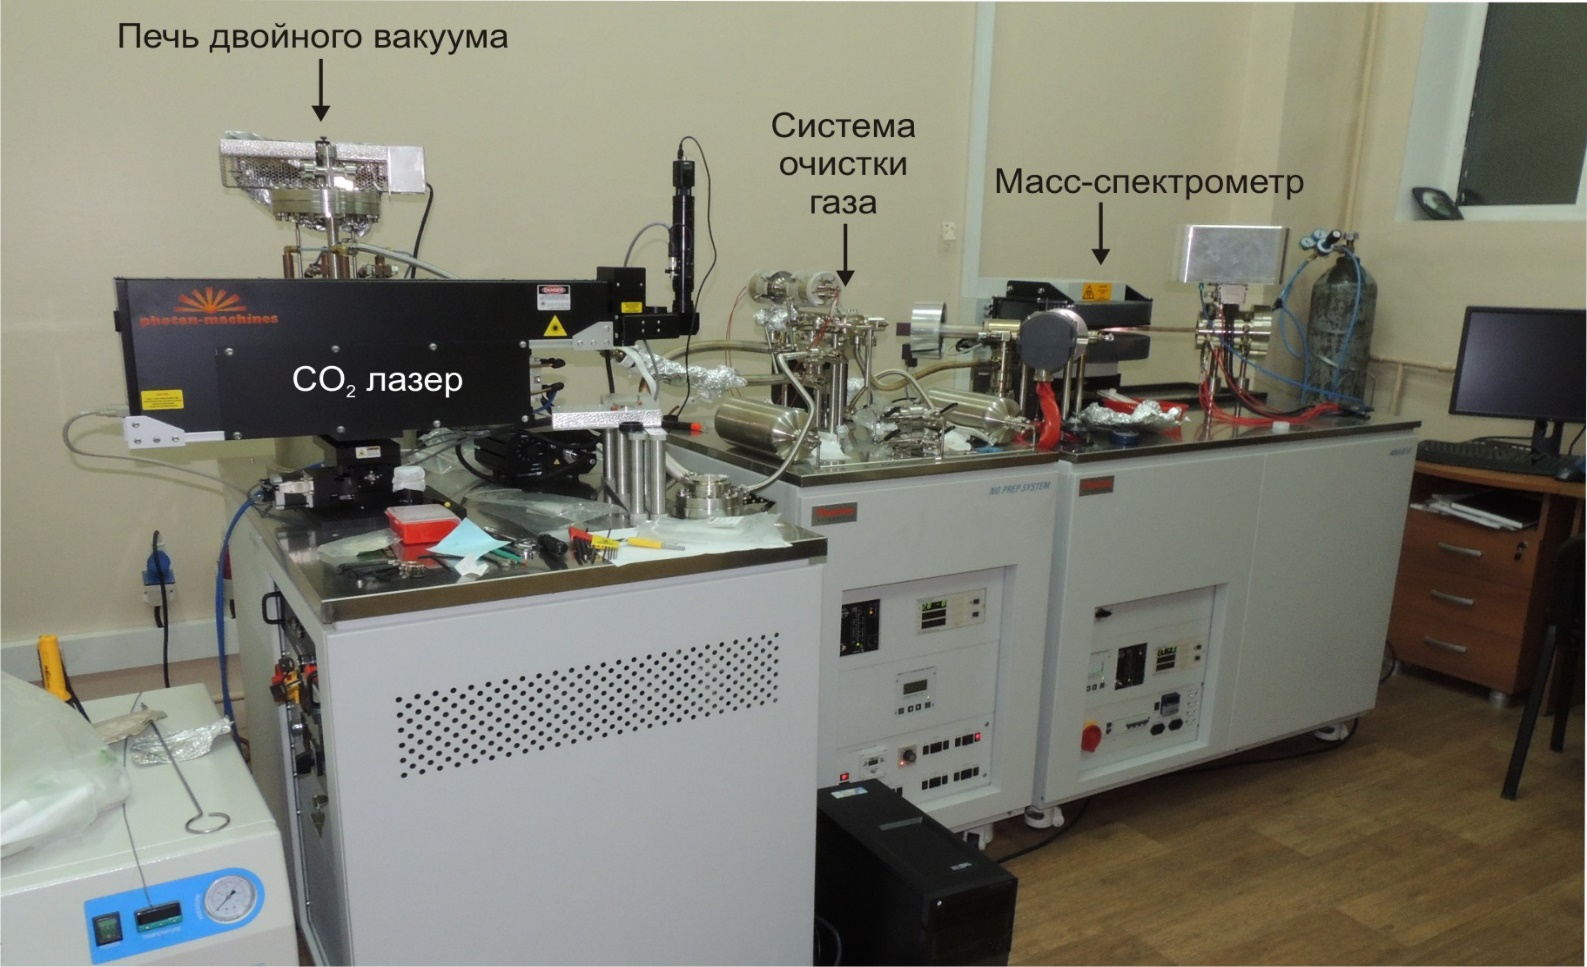 Печь двойного вакуума
Система
очистки
газа
Масс-спектрометр
photon-machines
CO₂ лазер
NG PREP SYSTEM